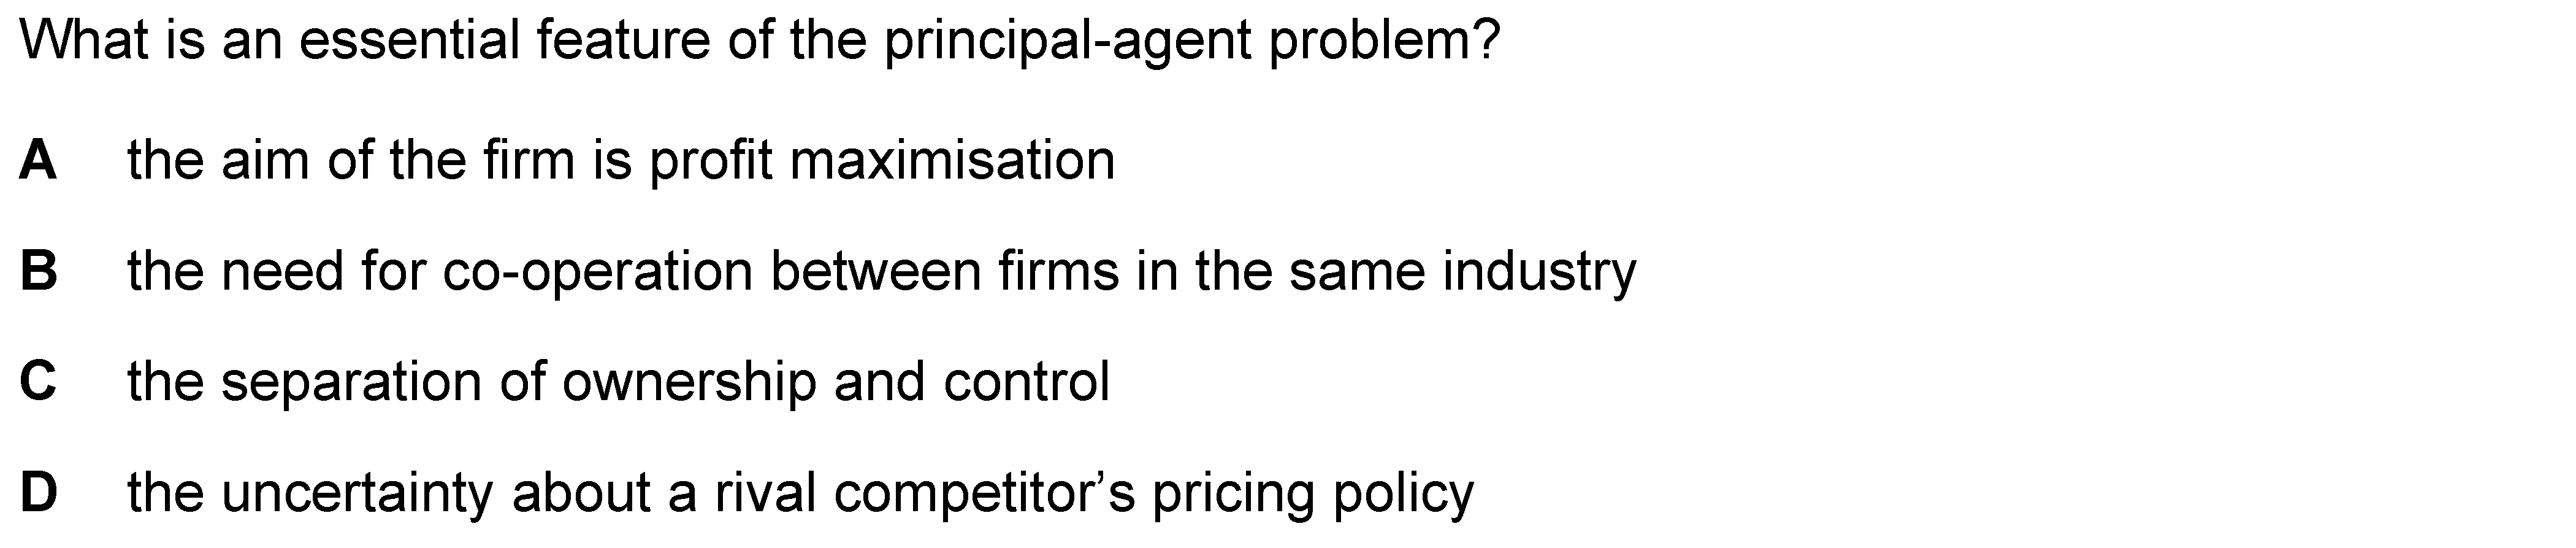 What is an essential feature of the principal-agent problem?
A the aim of the firm is profit maximisation
B the need for co-operation between firms in the same industry
C the separation of ownership and control
D the uncertainty about a rival competitor’s pricing policy